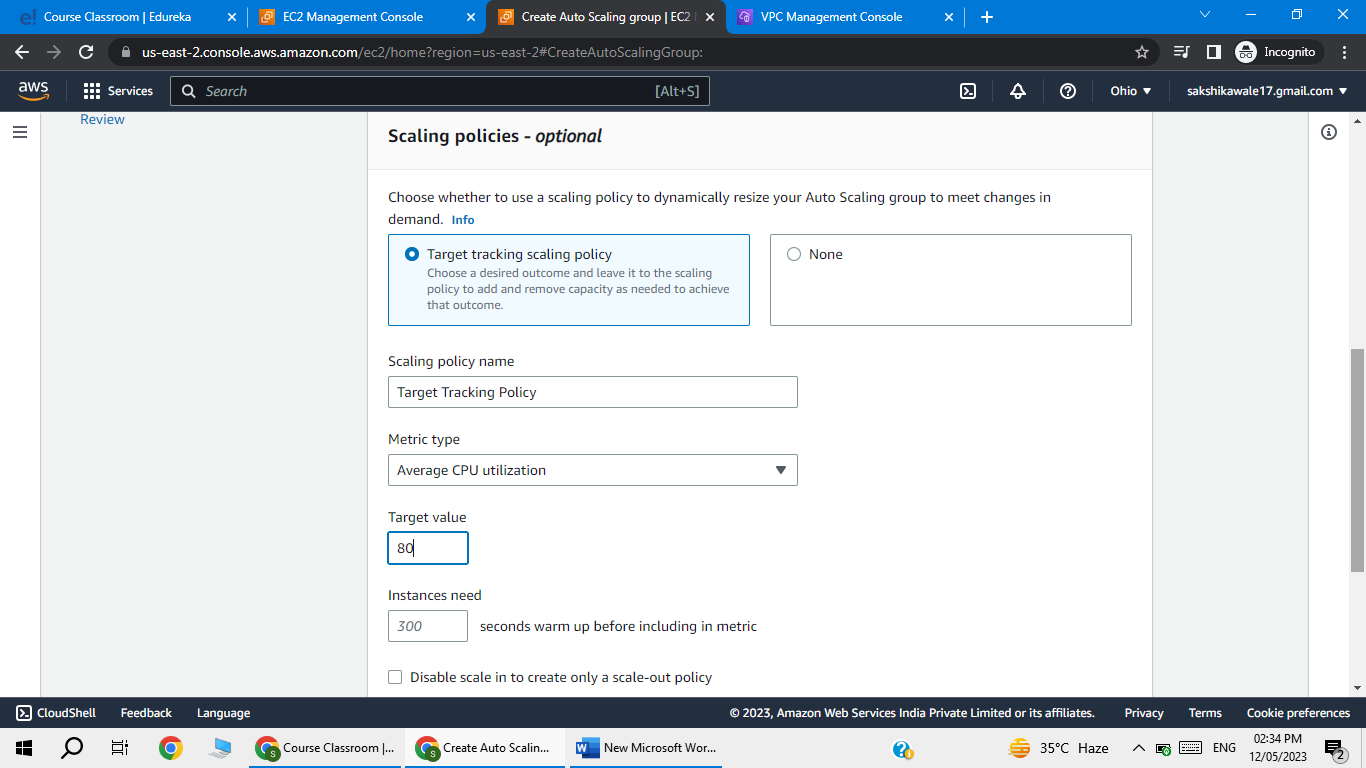 Course Classroom | Edureka
EC2 Management Console
Create Auto Scaling group | EC2
VPC Management Console
us-east-2.console.aws.amazon.com/ec2/home?region=us-east-2#CreateAutoScalingGroup:
Incognito
aws
Services
Search
[Alt+S]
Ohio
sakshikawale17.gmail.com
Review
Scaling policies - optional
Choose whether to use a scaling policy to dynamically resize your Auto Scaling group to meet changes in
demand. Info
Target tracking scaling policy
Choose a desired outcome and leave it to the scaling
policy to add and remove capacity as needed to achieve
that outcome.
None
Scaling policy name
Target Tracking Policy
Metric type
Average CPU utilization
Target value
80
Instances need
300 seconds warm up before including in metric
Disable scale in to create only a scale-out policy
CloudShell
Feedback
Language
© 2023, Amazon Web Services India Private Limited or its affiliates.
Privacy
Terms
Cookie preferences
Course Classroom |...
Create Auto Scalin...
New Microsoft Wor...
35°C Haze
ENG
02:34 PM
12/05/2023
2